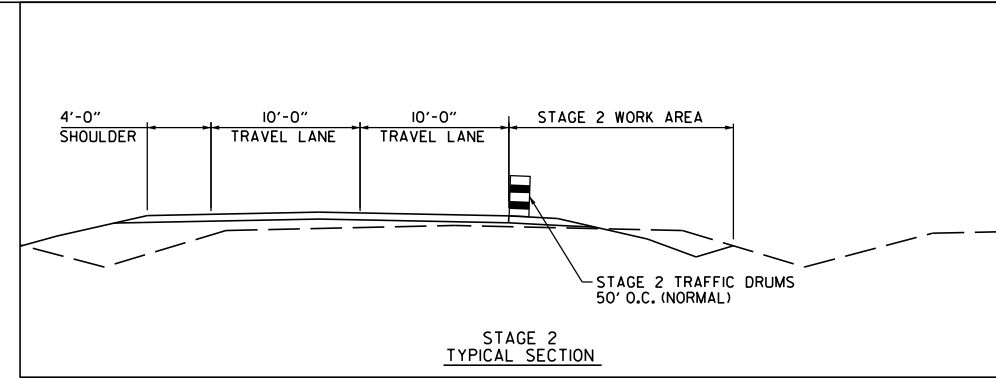 4'-0"
SHOULDER
10'-0"
TRAVEL LANE
10'-0"
TRAVEL LANE
STAGE 2 WORK AREA
STAGE 2 TRAFFIC DRUMS
50' O.C. (NORMAL)
STAGE 2
TYPICAL SECTION